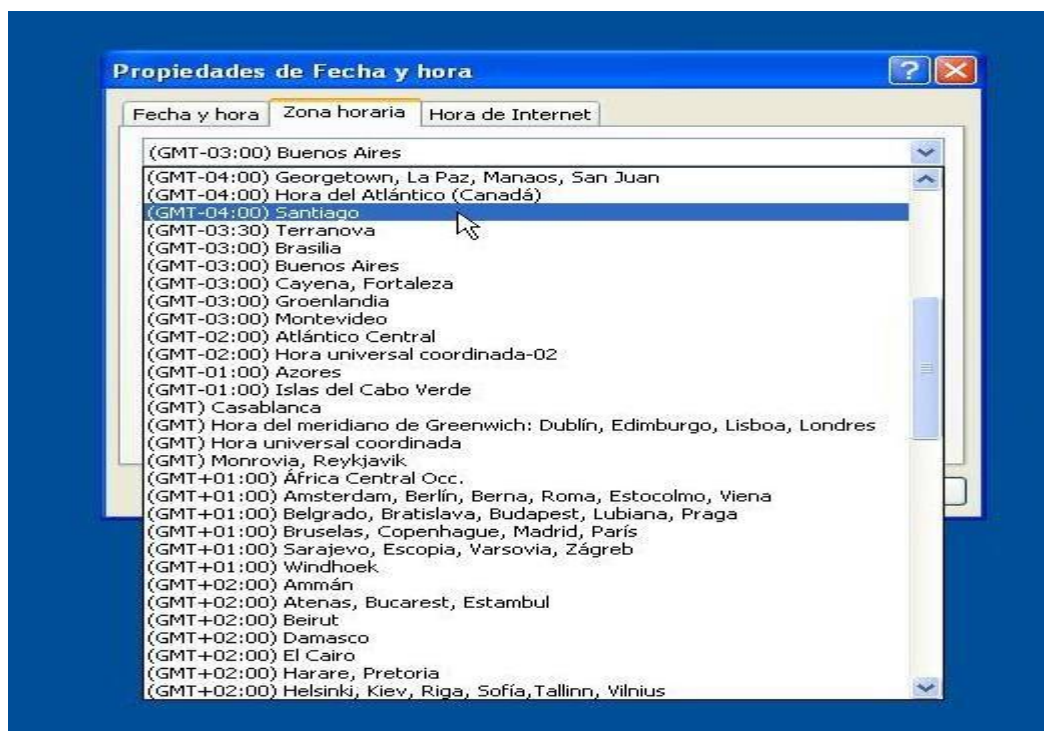 Propiedades de Fecha y hora
Fecha y hora Zona horaria Hora de Internet
(GMT-03:00) Buenos Aires
(GMT-04:00) Georgetown, La Paz, Manaos, San Juan
(GMT-04:00) Hora del Atlántico (Canadá)
(GMT-04:00) Santiago
(GMT-03:30) Terranova
(GMT-03:00) Brasilia
(GMT-03:00) Buenos Aires
(GMT-03:00) Cayena, Fortaleza
(GMT-03:00) Groenlandia
(GMT-03:00) Montevideo
(GMT-02:00) Atlántico Central
(GMT-02:00) Hora universal coordinada-02
(GMT-01:00) Azores
(GMT-01:00) Islas del Cabo Verde
(GMT) Casablanca
(GMT) Hora del meridiano de Greenwich: Dublín, Edimburgo, Lisboa, Londres
(GMT) Hora universal coordinada
(GMT) Monrovia, Reykjavik
(GMT+01:00) África Central Occ.
(GMT+01:00) Amsterdam, Berlín, Berna, Roma, Estocolmo, Viena
(GMT+01:00) Belgrado, Bratislava, Budapest, Lubiana, Praga
(GMT+01:00) Bruselas, Copenhague, Madrid, París
(GMT+01:00) Sarajevo, Escopia, Varsovia, Zágreb
(GMT+01:00) Windhoek
(GMT+02:00) Ammán
(GMT+02:00) Atenas, Bucarest, Estambul
(GMT+02:00) Beirut
(GMT+02:00) Damasco
(GMT+02:00) El Cairo
(GMT+02:00) Harare, Pretoria
(GMT+02:00) Helsinki, Kiev, Riga, Sofía,Tallinn, Vilnius